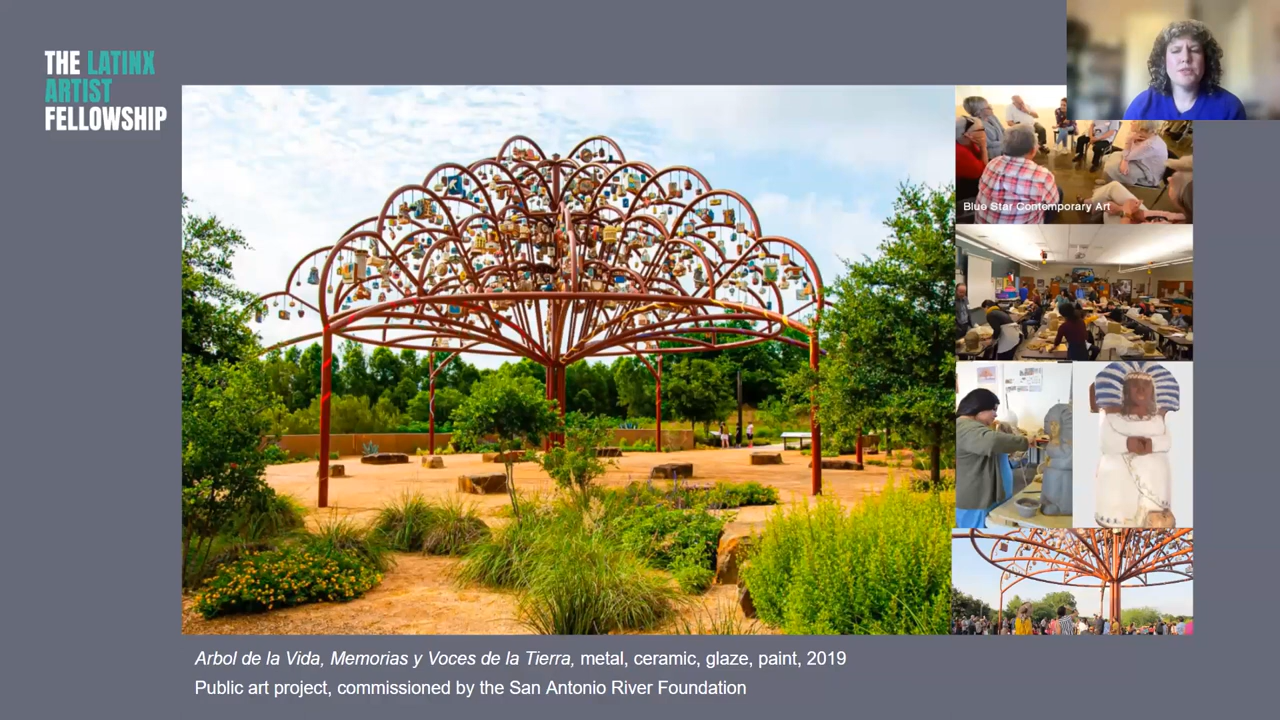 THE LATINX
ARTIST
FELLOWSHIP
Blue Star Contemporary Art
Arbol de la Vida, Memorias y Voces de la Tierra, metal, ceramic, glaze, paint, 2019
Public art project, commissioned by the San Antonio River Foundation